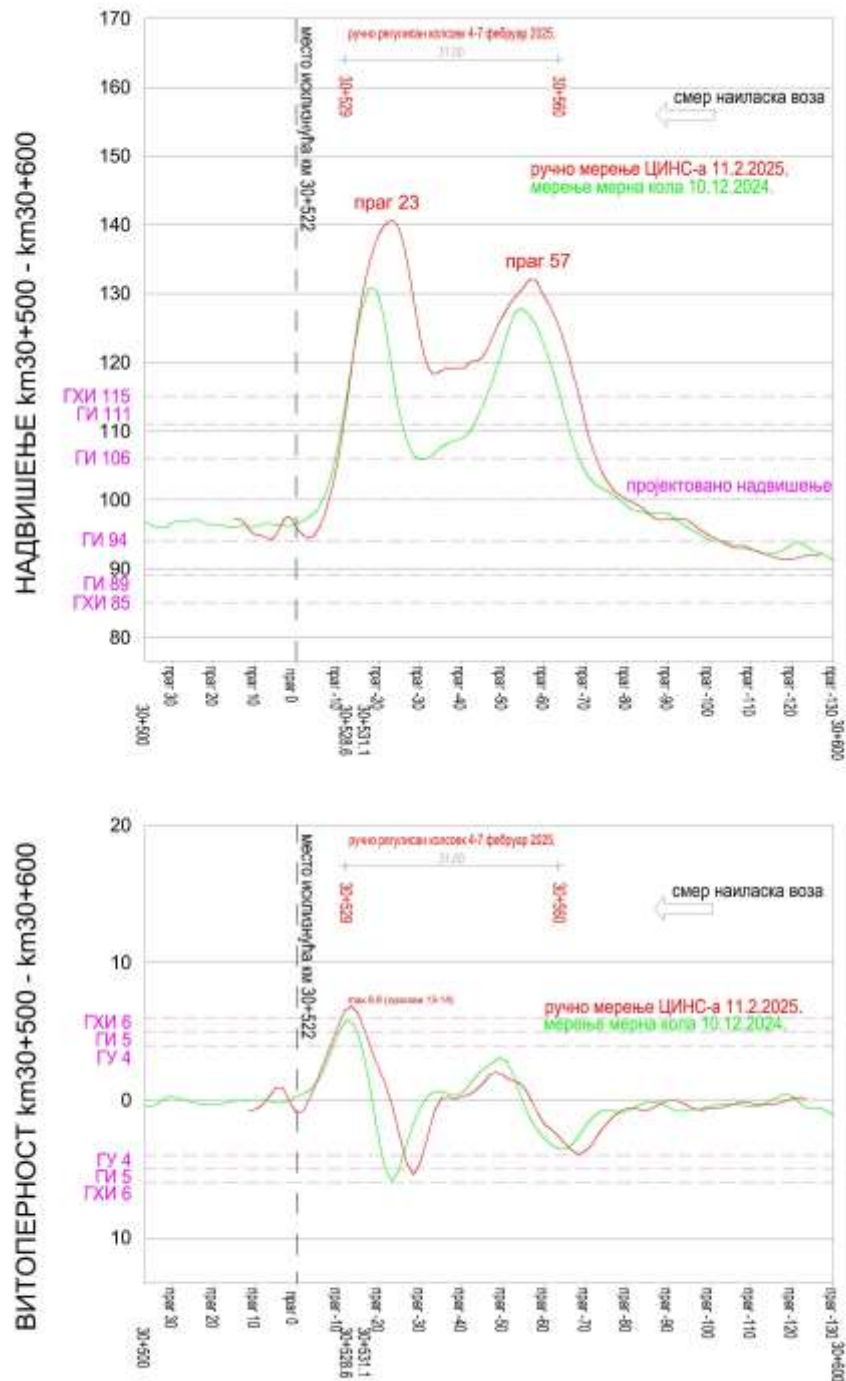 НАДВИШЕЊЕ km30+500 - km30+600
170
160
150
140
130
120
110
100
90
80
ГХИ 115
ГИ 111
ГИ 106
ГИ 94
ГИ 89
ГХИ 85
место исклизнућа км 30+522
ручно регулисан колосек 4-7 фебруар 2025.
31.00
30+529
30+560
смер наиласка воза
ручно мерење ЦИНС-а 11.2.2025.
мерење мерна кола 10.12.2024.
праг 23
праг 57
пројектовано надвишење
30+500
праг 30
праг 20
праг 10
праг 0
праг -10
30+528.6
праг -20
30+531.1
праг -30
праг -40
праг -50
праг -60
праг -70
праг -80
праг -90
праг -100
праг -110
праг -120
праг -130
30+600
ВИТОПЕРНОСТ km30+500 - km30+600
20
10
0
10
ГХИ 6
ГИ 5
ГУ 4
ГУ 4
ГИ 5
ГХИ 6
место исклизнућа км 30+522
ручно регулисан колосек 4-7 фебруар 2025.
31.00
30+529
30+560
смер наиласка воза
ручно мерење ЦИНС-а 11.2.2025.
мерење мерна кола 10.12.2024.
30+500
праг 30
праг 20
праг 10
праг 0
праг -10
30+528.6
праг -20
30+531.1
праг -30
праг -40
праг -50
праг -60
праг -70
праг -80
праг -90
праг -100
праг -110
праг -120
праг -130
30+600